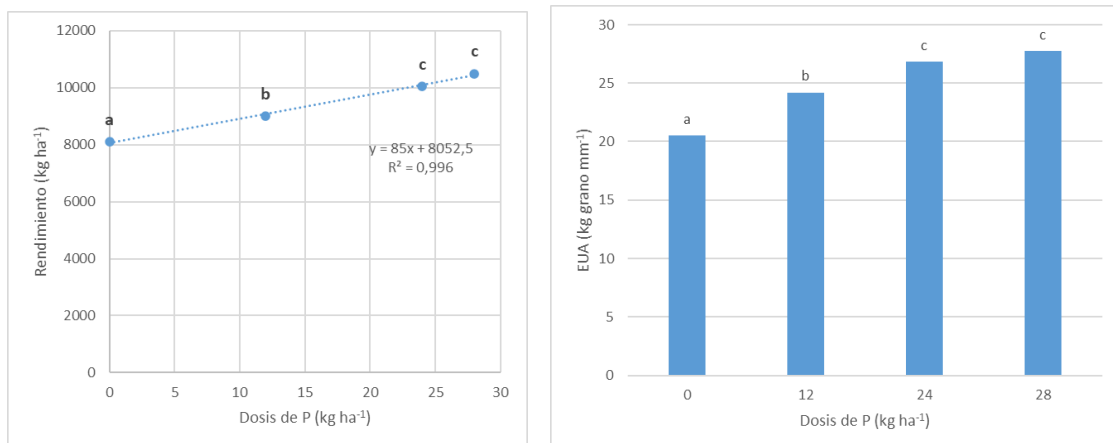 12000
10000
8000
6000
4000
2000
0
Rendimiento (kg ha⁻¹)
a
b
c
c
y = 85x + 8052,5
R² = 0,996
0 5 10 15 20 25 30
Dosis de P (kg ha⁻¹)
30
25
20
15
10
5
0
EUA (kg grano mm⁻¹)
a
b
c
c
0 12 24 28
Dosis de P (kg ha⁻¹)